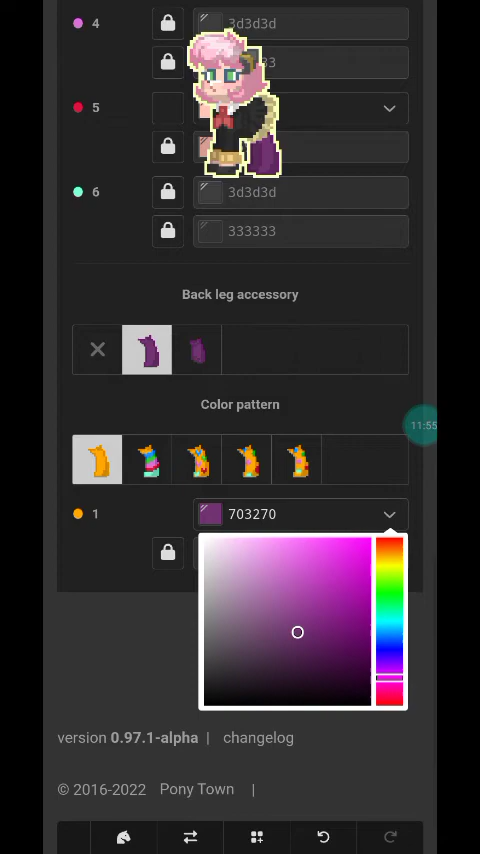 4 3d3d3d
33
5
6 3d3d3d
333333
Back leg accessory
Color pattern
11:55
1 703270
version 0.97.1-alpha | changelog
© 2016-2022 Pony Town |